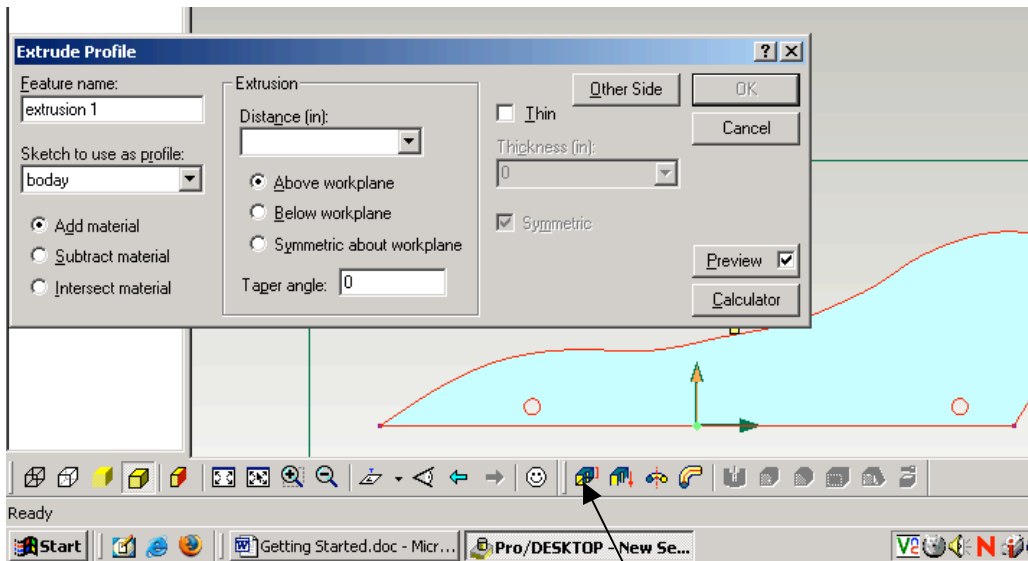 Extrude Profile
Feature name:
extrusion 1
Sketch to use as profile:
boday
Add material
Subtract material
Intersect material
Extrusion
Distance (in):
Above workplane
Below workplane
Symmetric about workplane
Taper angle: 0
Other Side
Thin
Thickness (in):
0
Symmetric
OK
Cancel
Preview
Calculator
Ready
Start
Getting Started.doc - Micr...
Pro/DESKTOP - New Se...
V2
N